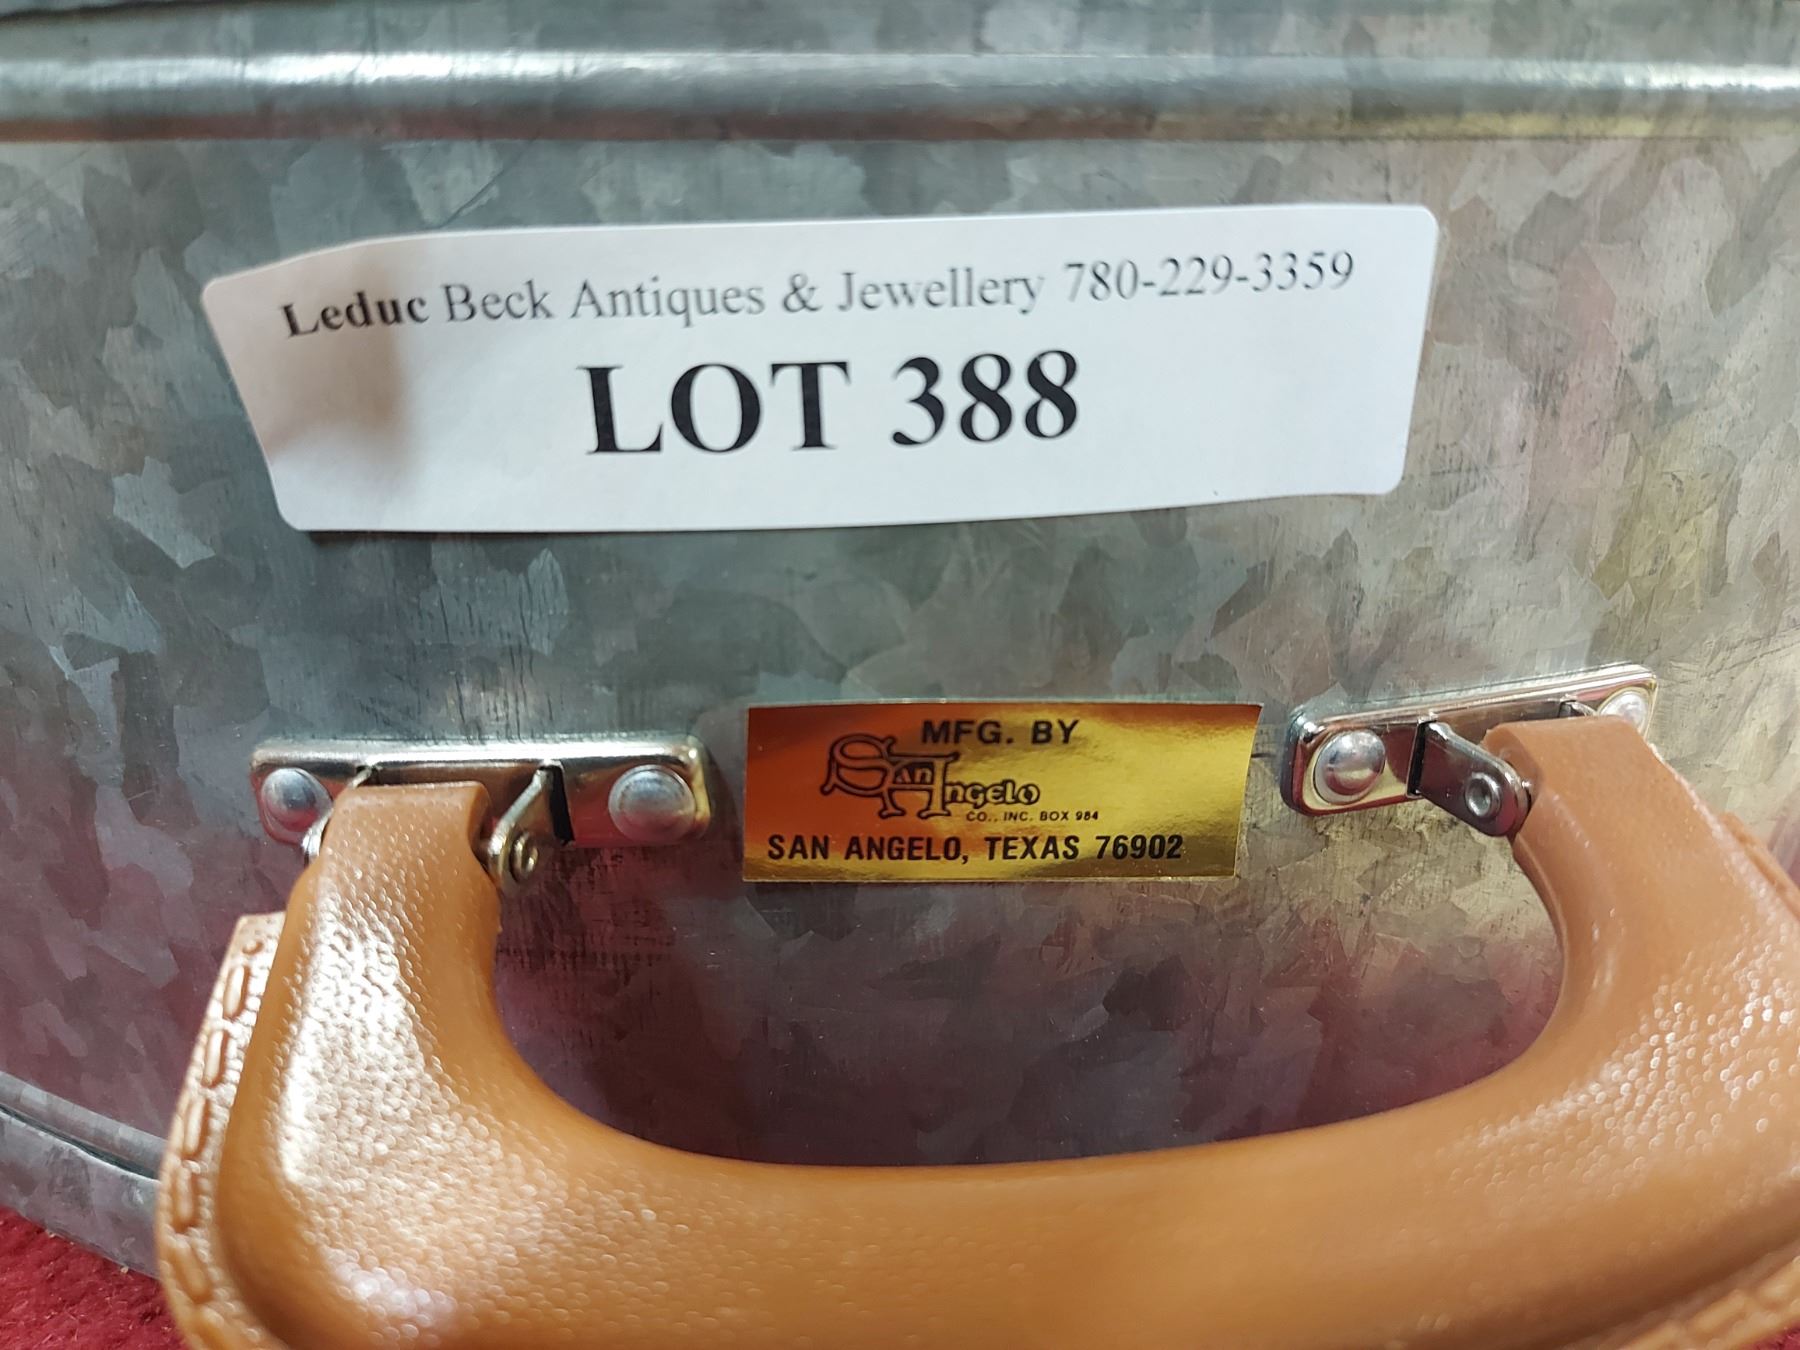 Leduc Beck Antiques & Jewellery 780-229-3359
LOT 388
MFG. BY
San Angelo
CO., INC. BOX 984
SAN ANGELO, TEXAS 76902